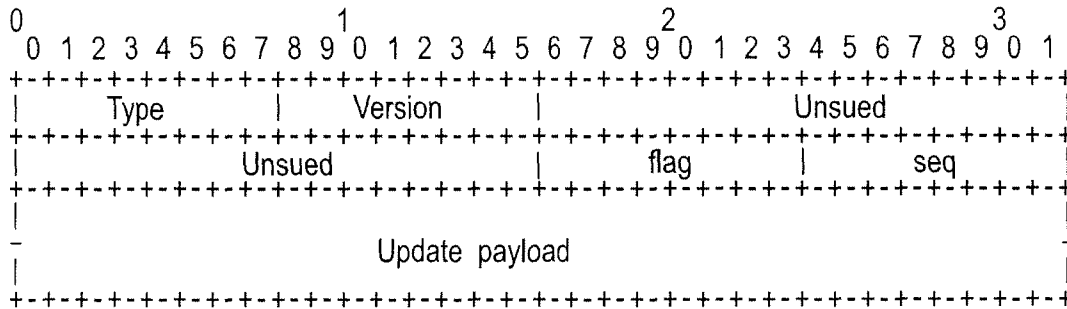 0 1 2 3
0 1 2 3 4 5 6 7 8 9 0 1 2 3 4 5 6 7 8 9 0 1 2 3 4 5 6 7 8 9 0 1
+-+-+-+-+-+-+-+-+-+-+-+-+-+-+-+-+-+-+-+-+-+-+-+-+-+-+-+-+-+-+-+-+
| Type | Version | Unsued |
+-+-+-+-+-+-+-+-+-+-+-+-+-+-+-+-+-+-+-+-+-+-+-+-+-+-+-+-+-+-+-+-+
| Unsued | flag | seq |
+-+-+-+-+-+-+-+-+-+-+-+-+-+-+-+-+-+-+-+-+-+-+-+-+-+-+-+-+-+-+-+-+
Update payload
+-+-+-+-+-+-+-+-+-+-+-+-+-+-+-+-+-+-+-+-+-+-+-+-+-+-+-+-+-+-+-+-+